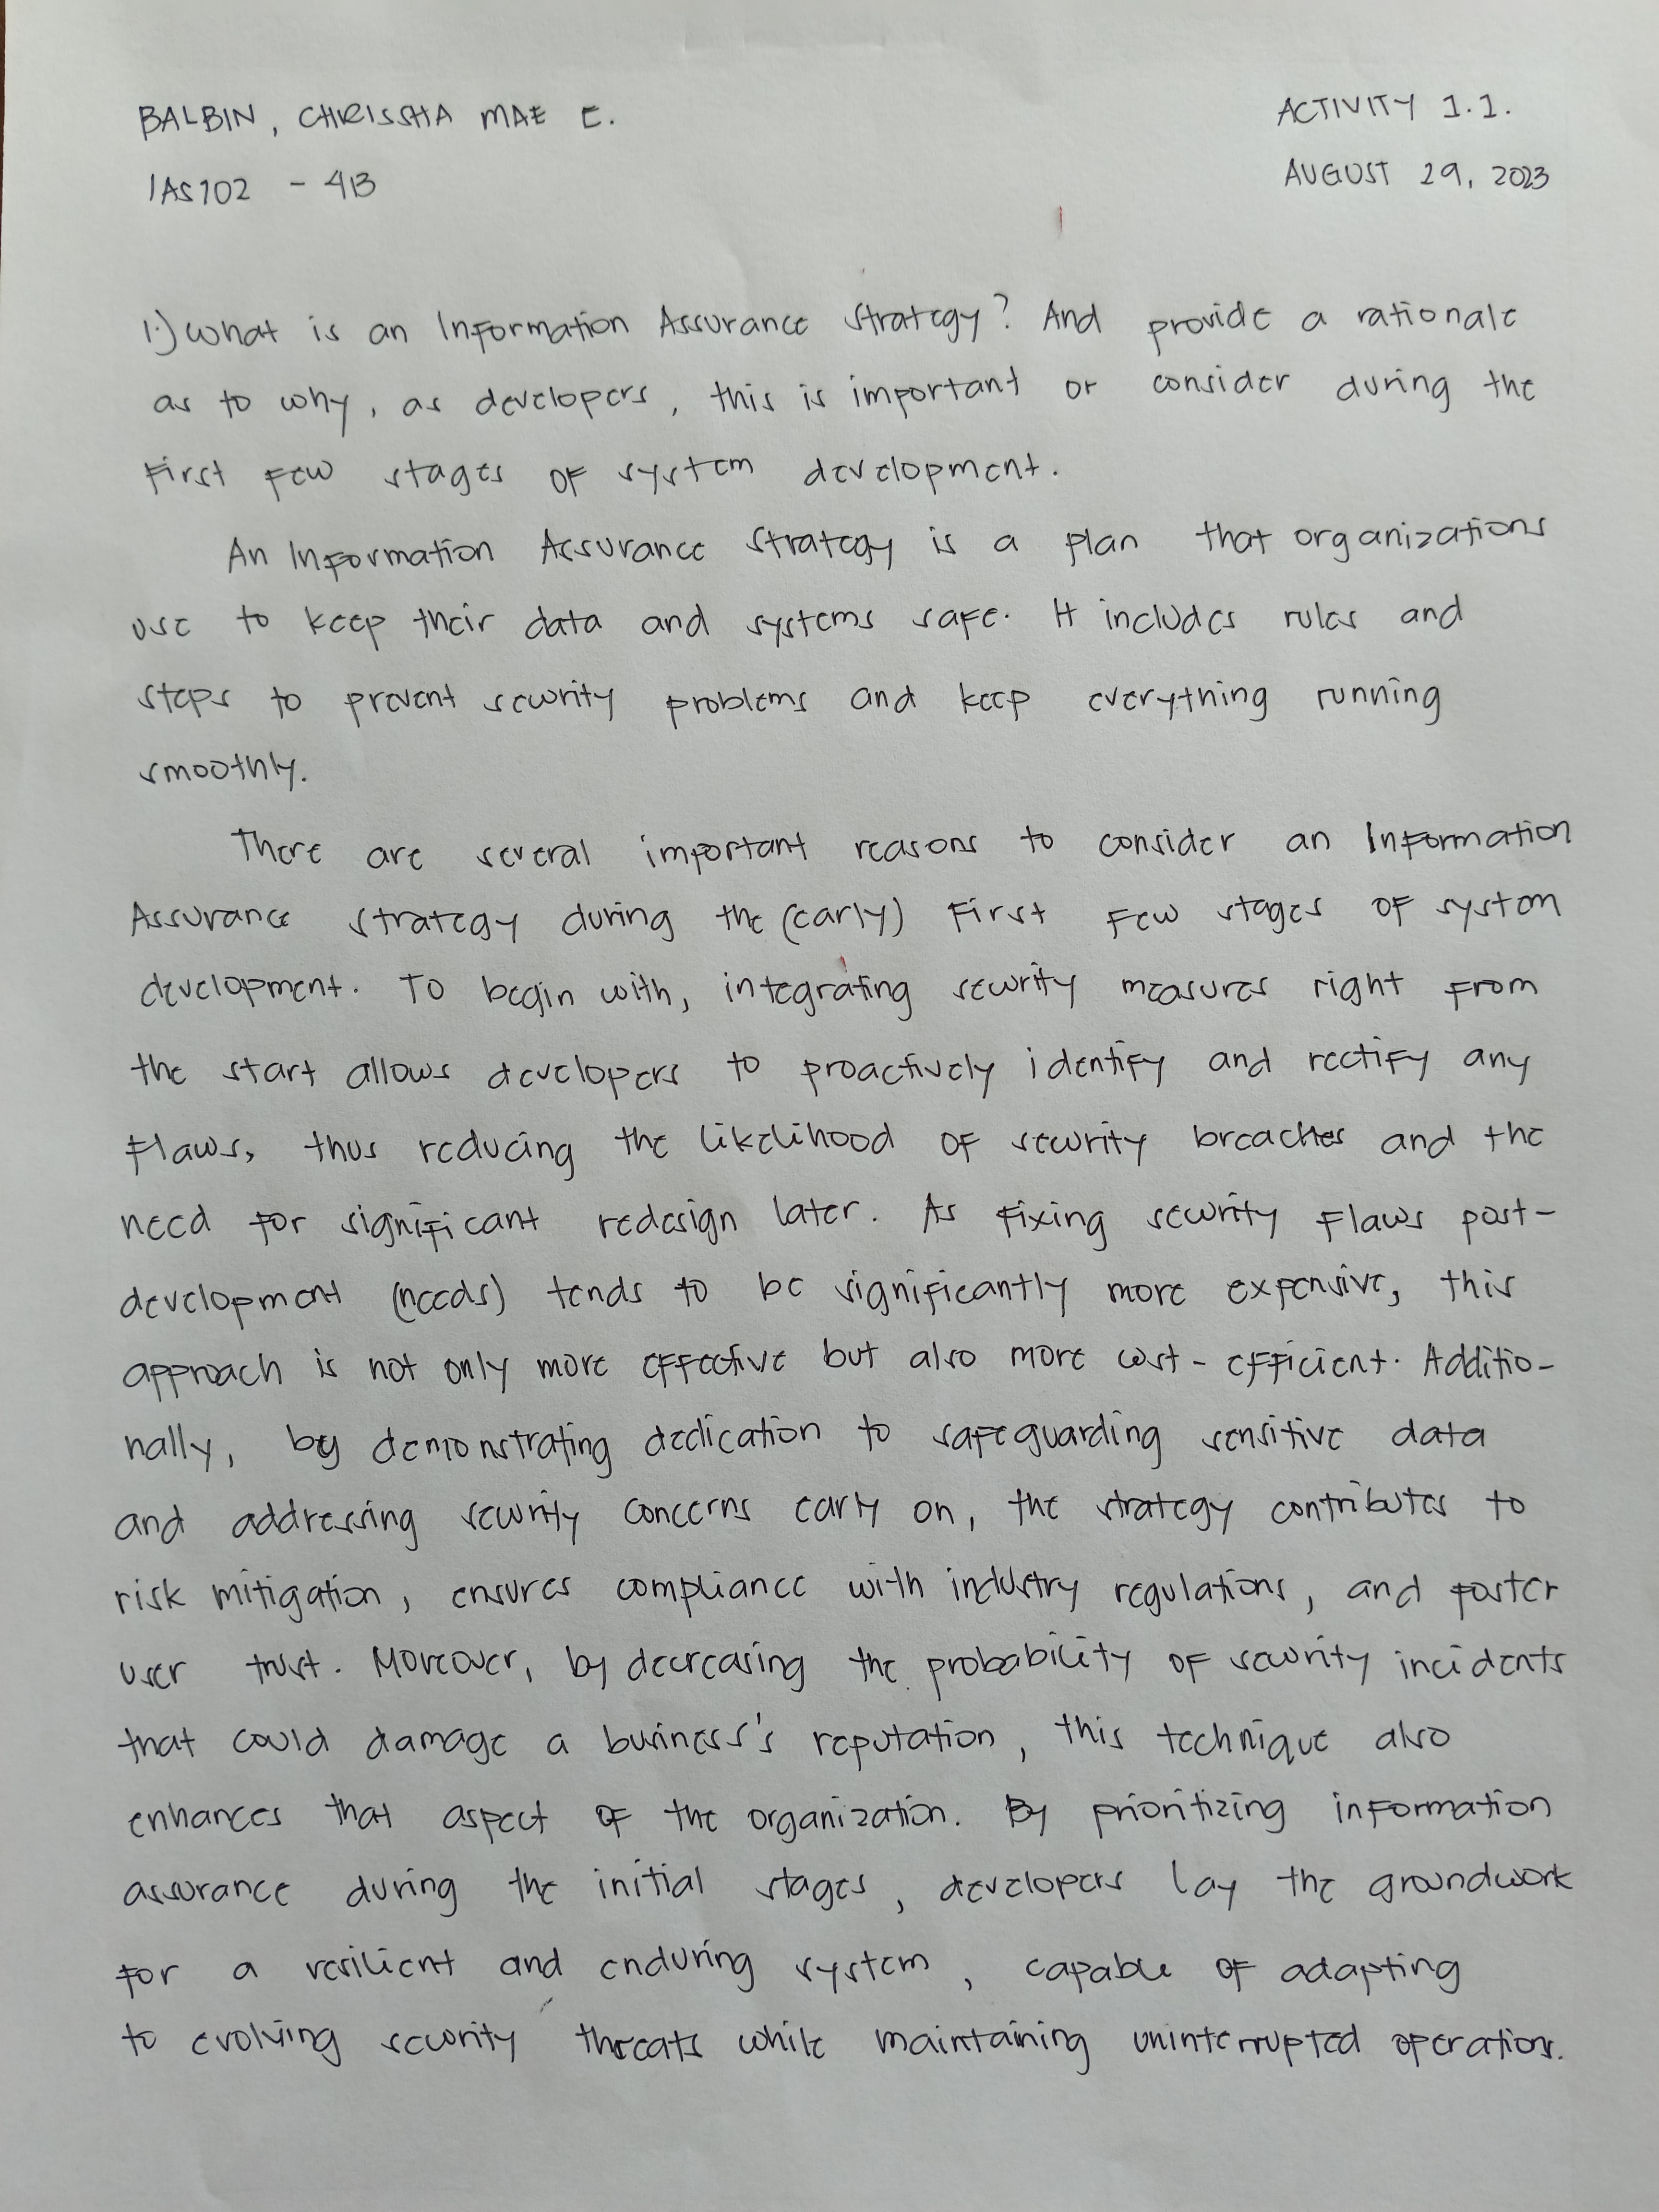 BALBIN, CHRISSHA MAE E.
ACTIVITY 1.1.
IAS102 - 4B
AUGUST 29, 2023
1.) What is an Information Assurance Strategy? And provide a rationale
as to why, as developers, this is important or consider during the
first few stages of system development.
An Information Assurance Strategy is a plan that organizations
use to keep their data and systems safe. It includes rules and
steps to prevent security problems and keep everything running
smoothly.
There are several important reasons to consider an Information
Assurance strategy during the (early) first few stages of system
development. To begin with, integrating security measures right from
the start allows developers to proactively identify and rectify any
flaws, thus reducing the likelihood of security breaches and the
need for significant redesign later. As fixing security flaws post-
development (needs) tends to be significantly more expensive, this
approach is not only more effective but also more cost-efficient. Additio-
nally, by demonstrating dedication to safeguarding sensitive data
and addressing security concerns early on, the strategy contributes to
risk mitigation, ensures compliance with industry regulations, and foster
user trust. Moreover, by decreasing the probability of security incidents
that could damage a business's reputation, this technique also
enhances that aspect of the organization. By prioritizing information
assurance during the initial stages, developers lay the groundwork
for a resilient and enduring system, capable of adapting
to evolving security threats while maintaining uninterrupted operations.